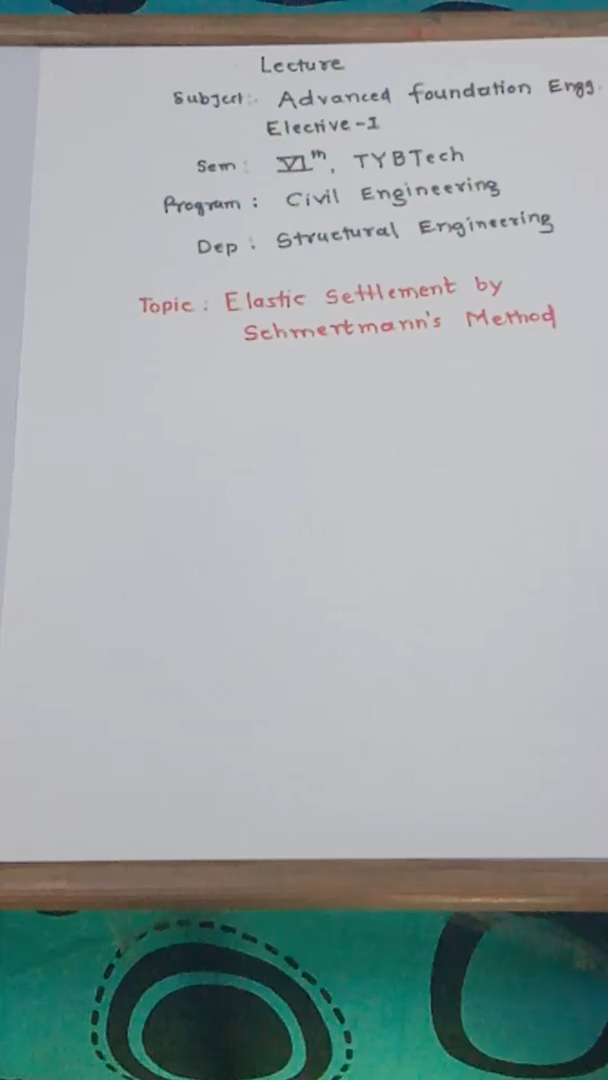 Lecture
Subject:. Advanced foundation Engg.
Elective-I
Sem: VIth, TYBTech
Program: Civil Engineering
Dep: Structural Engineering
Topic: Elastic Settlement by
Schmertmann's Method